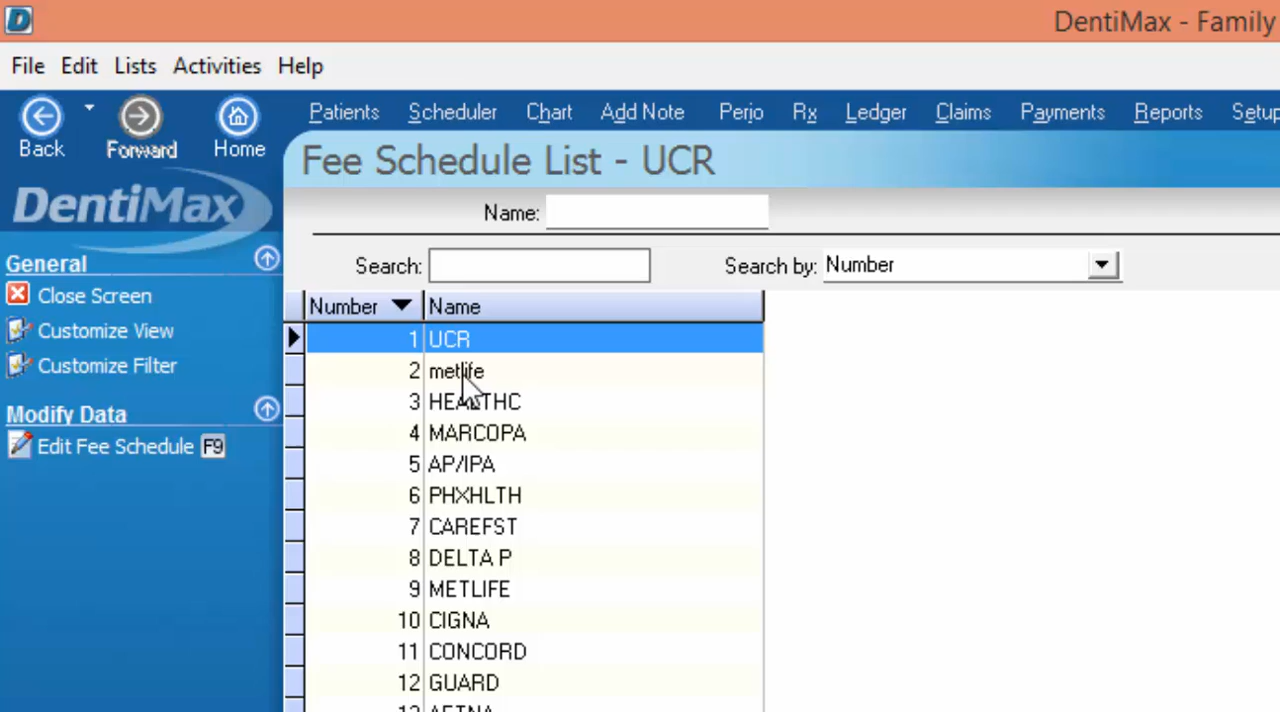 D
DentiMax - Family
File Edit Lists Activities Help
Back Forward Home
Patients Scheduler Chart Add Note Perio Rx Ledger Claims Payments Reports Setup
Fee Schedule List - UCR
DentiMax
Name:
General
Close Screen
Customize View
Customize Filter
Modify Data
Edit Fee Schedule F9
Search: Search by: Number
Number Name
1 UCR
2 metlife
3 HEALTHC
4 MARCOPA
5 AP/IPA
6 PHXHLTH
7 CAREFST
8 DELTA P
9 METLIFE
10 CIGNA
11 CONCORD
12 GUARD
13 AETNA